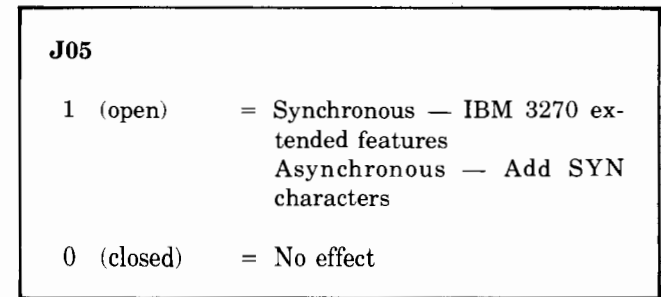 J05
1 (open) = Synchronous — IBM 3270 ex-
tended features
Asynchronous — Add SYN
characters
0 (closed) = No effect